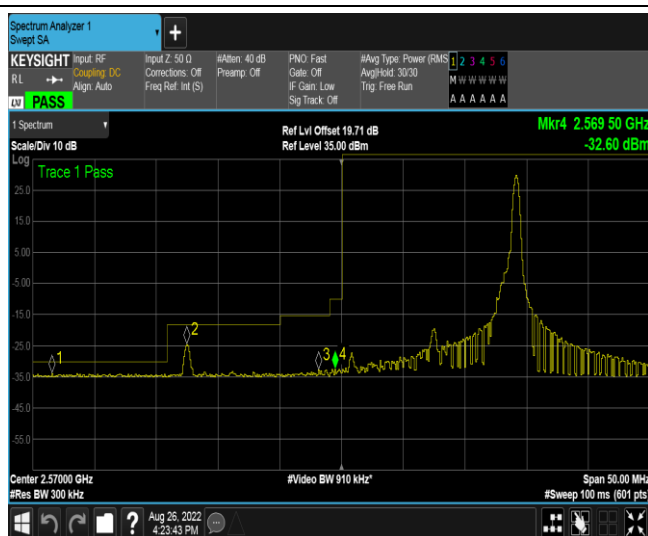 Spectrum Analyzer 1
Swept SA
+
KEYSIGHT
RL
LXI
PASS
Input: RF
Coupling: DC
Align: Auto
Input Z: 50 Ω
Corrections: Off
Freq Ref: Int (S)
#Atten: 40 dB
Preamp: Off
PNO: Fast
Gate: Off
IF Gain: Low
Sig Track: Off
#Avg Type: Power (RMS
Avg|Hold: 30/30
Trig: Free Run
1 2 3 4 5 6
M W W W W W
A A A A A A
1 Spectrum
Scale/Div 10 dB
Ref Lvl Offset 19.71 dB
Ref Level 35.00 dBm
Mkr4 2.569 50 GHz
-32.60 dBm
Log
Trace 1 Pass
25.0
15.0
5.00
-5.00
-15.0
-25.0
-35.0
-45.0
-55.0
1
2
3
4
Center 2.57000 GHz
#Res BW 300 kHz
#Video BW 910 kHz*
Span 50.00 MHz
#Sweep 100 ms (601 pts)
?
Aug 26, 2022
4:23:43 PM